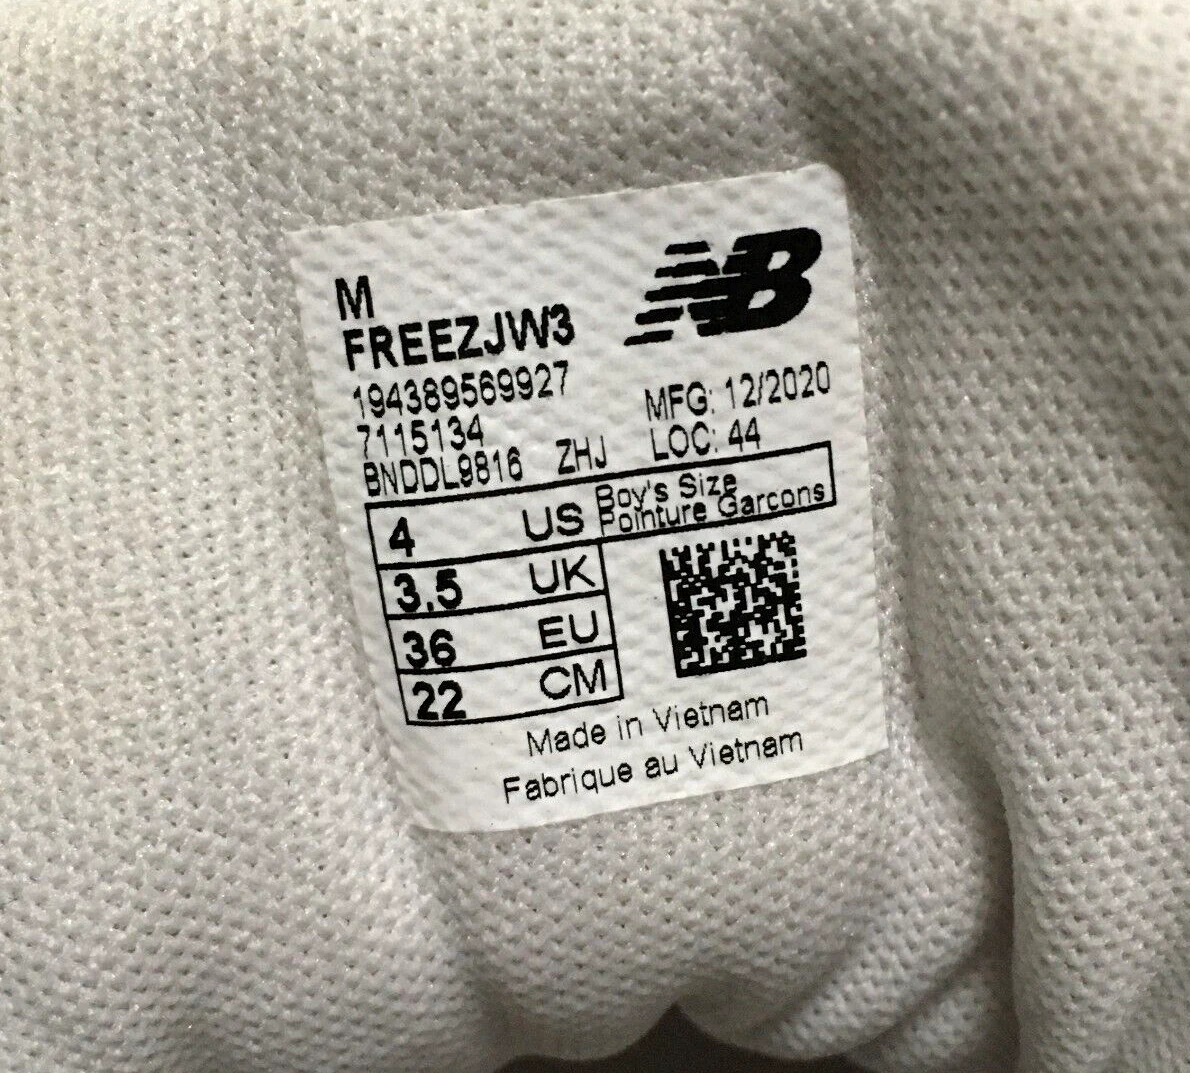 NB
M
FREEZJW3
194389569927
7115134
BNDDL9816 ZHJ
MFG: 12/2020
LOC: 44
4 US
Boy's Size
Pointure Garcons
3.5 UK
36 EU
22 CM
Made in Vietnam
Fabrique au Vietnam